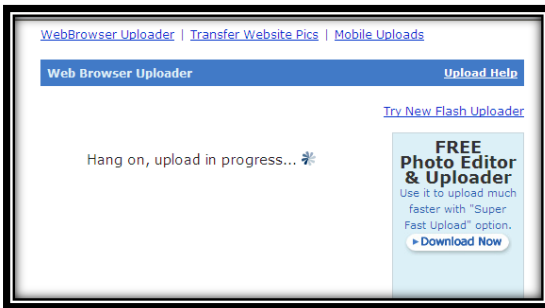 WebBrowser Uploader | Transfer Website Pics | Mobile Uploads
Web Browser Uploader
Upload Help
Try New Flash Uploader
Hang on, upload in progress...
FREE
Photo Editor
& Uploader
Use it to upload much
faster with "Super
Fast Upload" option.
Download Now